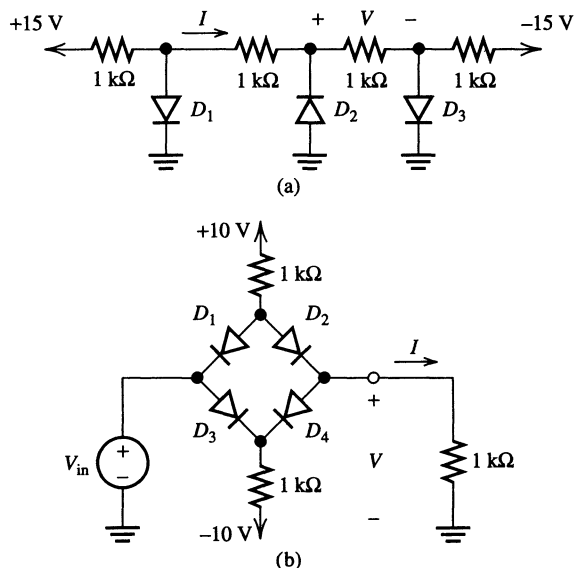 +15 V I + V − −15 V
1 kΩ 1 kΩ 1 kΩ 1 kΩ
D1 D2 D3
(a)
+10 V
1 kΩ
D1 D2
I
+
D3 D4
Vin + − V 1 kΩ
1 kΩ
−10 V −
(b)